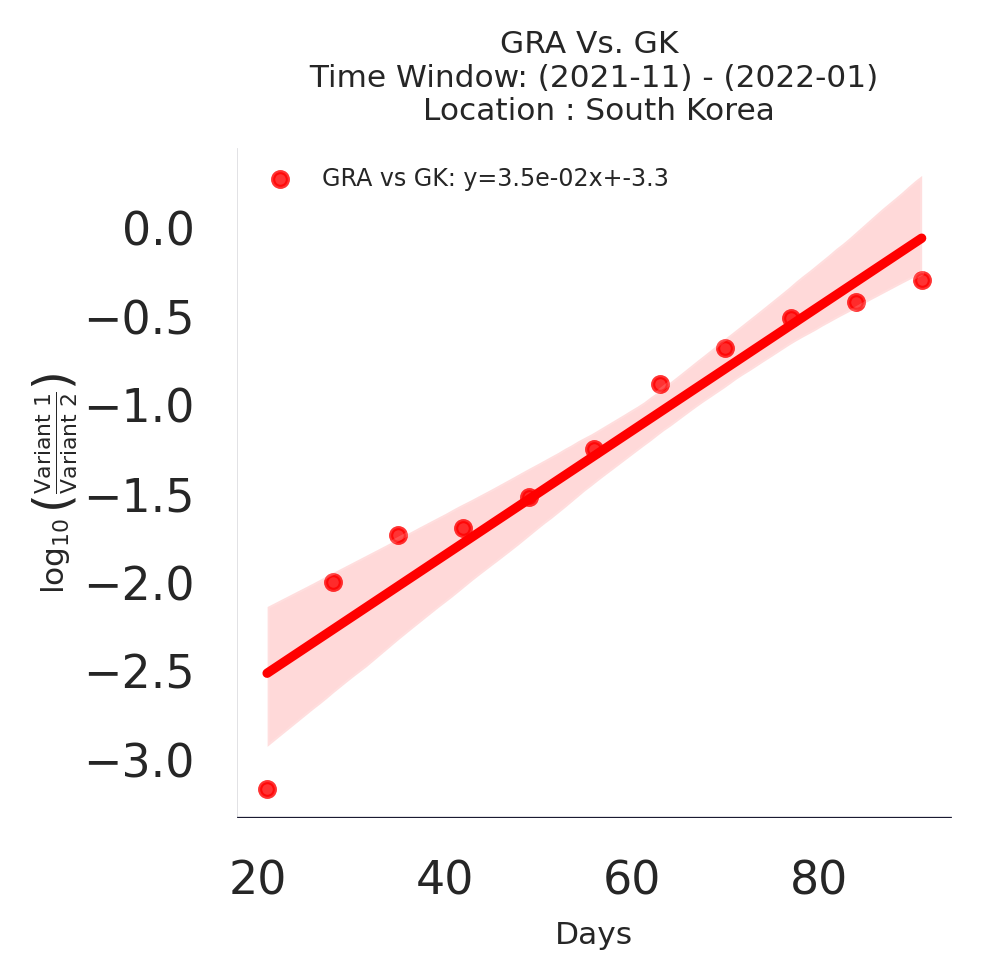 GRA Vs. GK
Time Window: (2021-11) - (2022-01)
Location : South Korea
GRA vs GK: y=3.5e-02x+-3.3
0.0
−0.5
−1.0
−1.5
−2.0
−2.5
−3.0
log10 (Variant 1 / Variant 2)
20 40 60 80
Days